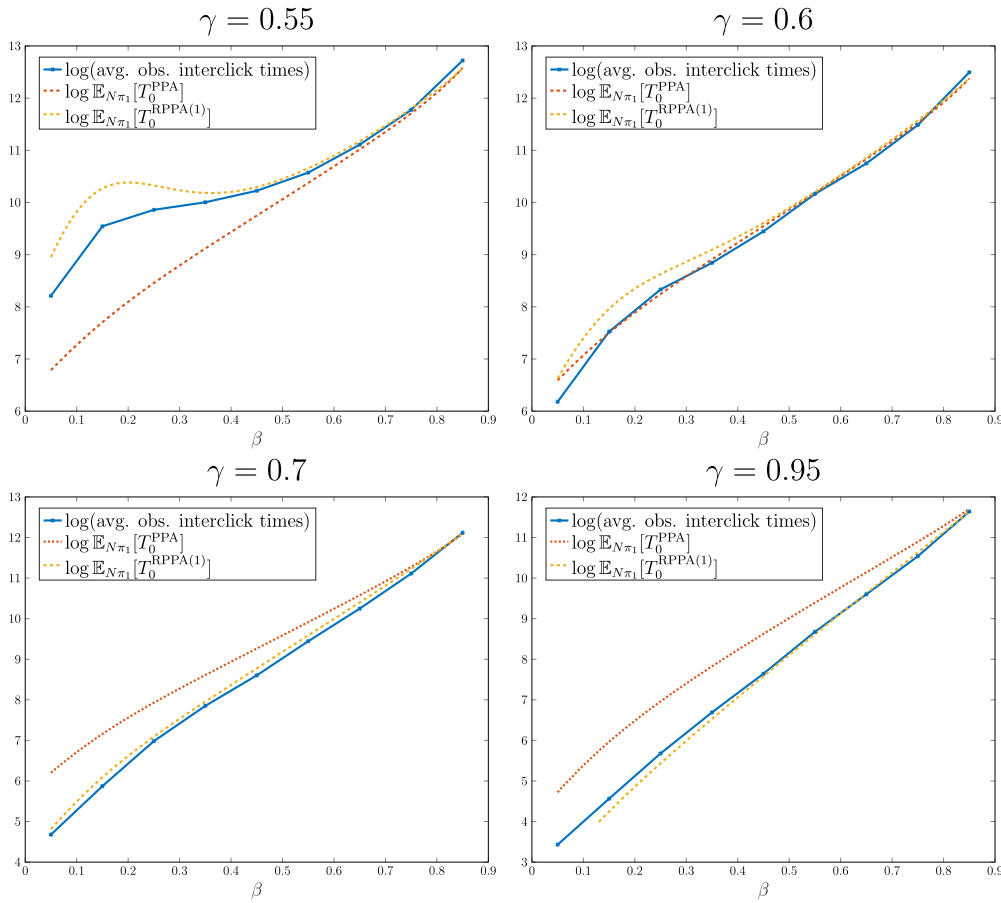 γ = 0.55
13
12
11
10
9
8
7
6
log(avg. obs. interclick times)
log 𝔼_{Nπ₁}[T₀^{PPA}]
log 𝔼_{Nπ₁}[T₀^{RPPA(1)}]
0 0.1 0.2 0.3 0.4 0.5 0.6 0.7 0.8 0.9
β
γ = 0.6
13
12
11
10
9
8
7
6
log(avg. obs. interclick times)
log 𝔼_{Nπ₁}[T₀^{PPA}]
log 𝔼_{Nπ₁}[T₀^{RPPA(1)}]
0 0.1 0.2 0.3 0.4 0.5 0.6 0.7 0.8 0.9
β
γ = 0.7
13
12
11
10
9
8
7
6
5
4
log(avg. obs. interclick times)
log 𝔼_{Nπ₁}[T₀^{PPA}]
log 𝔼_{Nπ₁}[T₀^{RPPA(1)}]
0 0.1 0.2 0.3 0.4 0.5 0.6 0.7 0.8 0.9
β
γ = 0.95
12
11
10
9
8
7
6
5
4
3
log(avg. obs. interclick times)
log 𝔼_{Nπ₁}[T₀^{PPA}]
log 𝔼_{Nπ₁}[T₀^{RPPA(1)}]
0 0.1 0.2 0.3 0.4 0.5 0.6 0.7 0.8 0.9
β